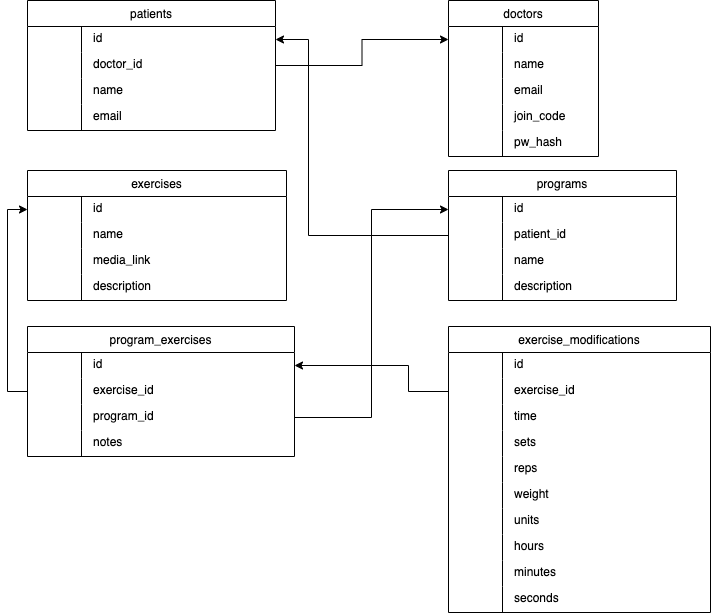 patients
id
doctor_id
name
email
doctors
id
name
email
join_code
pw_hash
exercises
id
name
media_link
description
programs
id
patient_id
name
description
program_exercises
id
exercise_id
program_id
notes
exercise_modifications
id
exercise_id
time
sets
reps
weight
units
hours
minutes
seconds